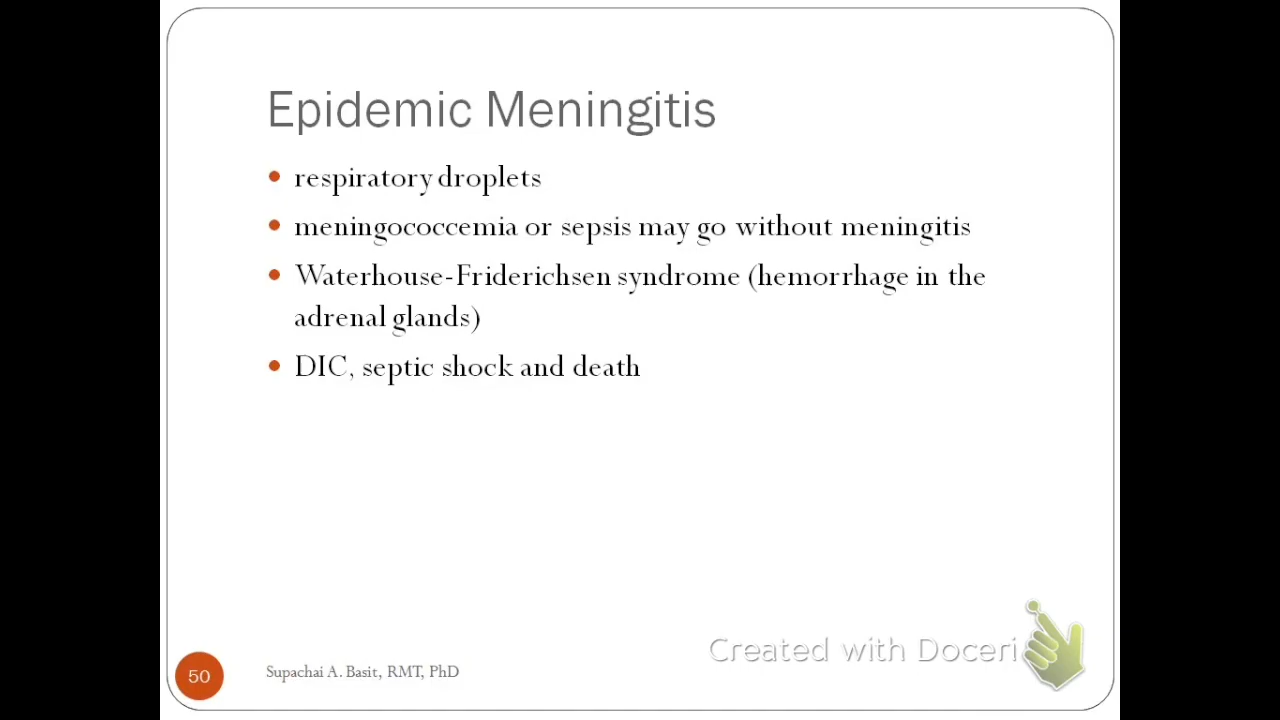 Epidemic Meningitis
• respiratory droplets
• meningococcemia or sepsis may go without meningitis
• Waterhouse-Friderichsen syndrome (hemorrhage in the
adrenal glands)
• DIC, septic shock and death
Created with Doceri
50
Supachai A. Basit, RMT, PhD